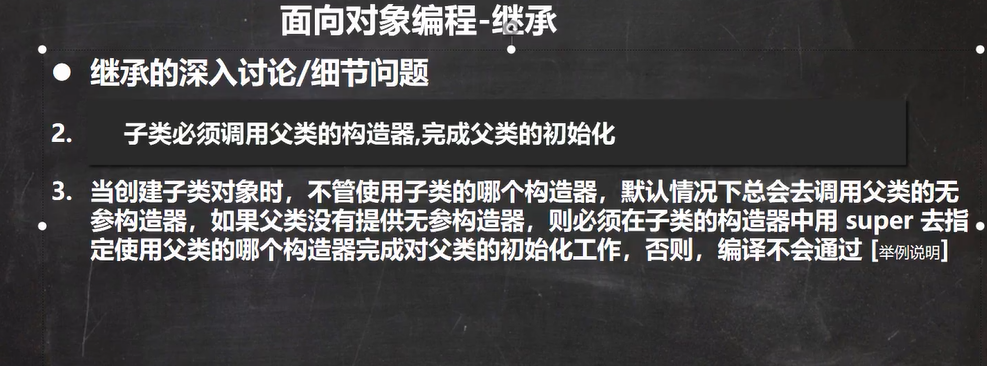 面向对象编程-继承
继承的深入讨论/细节问题
2. 子类必须调用父类的构造器,完成父类的初始化
3. 当创建子类对象时，不管使用子类的哪个构造器，默认情况下总会去调用父类的无
参构造器，如果父类没有提供无参构造器，则必须在子类的构造器中用 super 去指
定使用父类的哪个构造器完成对父类的初始化工作，否则，编译不会通过 [举例说明]